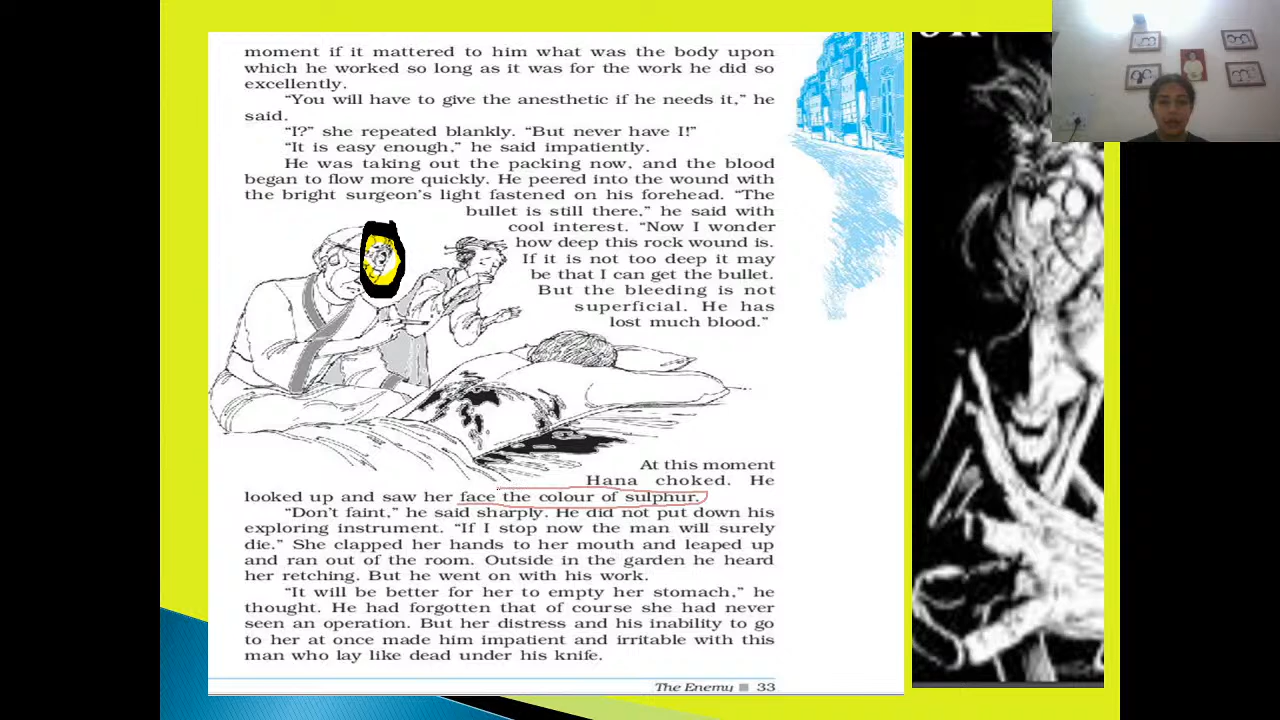 moment if it mattered to him what was the body upon
which he worked so long as it was for the work he did so
excellently.
“You will have to give the anesthetic if he needs it,” he
said.
“I?” she repeated blankly. “But never have I!”
“It is easy enough,” he said impatiently.
He was taking out the packing now, and the blood
began to flow more quickly. He peered into the wound with
the bright surgeon’s light fastened on his forehead. “The
bullet is still there,” he said with
cool interest. “Now I wonder
how deep this rock wound is.
If it is not too deep it may
be that I can get the bullet.
But the bleeding is not
superficial. He has
lost much blood.”
At this moment
Hana choked. He
looked up and saw her face the colour of sulphur.
“Don’t faint,” he said sharply. He did not put down his
exploring instrument. “If I stop now the man will surely
die.” She clapped her hands to her mouth and leaped up
and ran out of the room. Outside in the garden he heard
her retching. But he went on with his work.
“It will be better for her to empty her stomach,” he
thought. He had forgotten that of course she had never
seen an operation. But her distress and his inability to go
to her at once made him impatient and irritable with this
man who lay like dead under his knife.
The Enemy ■ 33